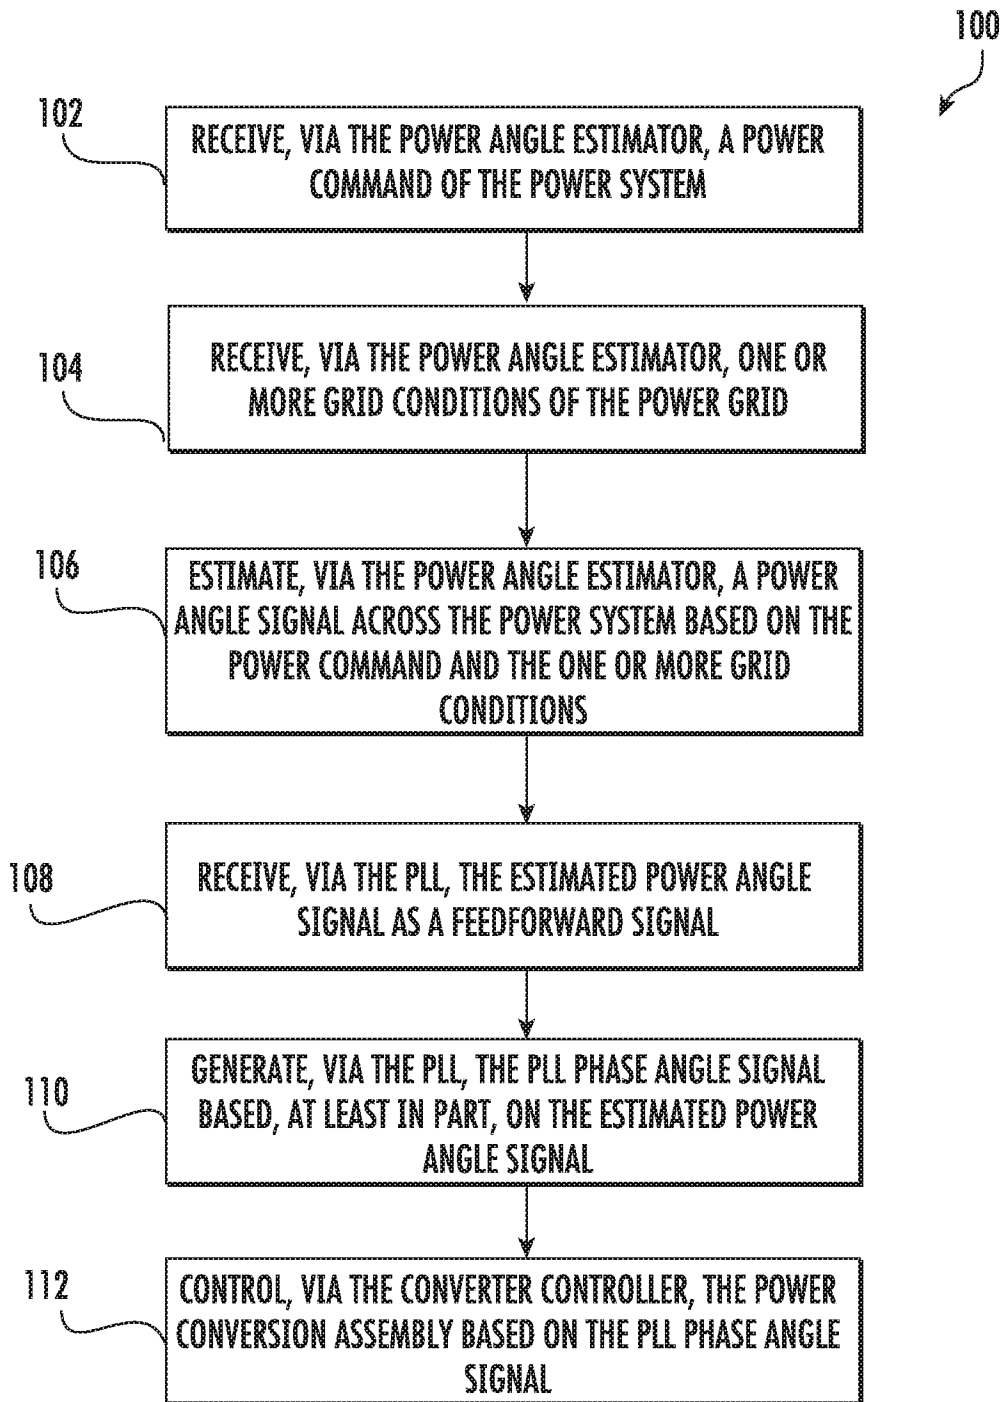 100
102
RECEIVE, VIA THE POWER ANGLE ESTIMATOR, A POWER
COMMAND OF THE POWER SYSTEM
104
RECEIVE, VIA THE POWER ANGLE ESTIMATOR, ONE OR
MORE GRID CONDITIONS OF THE POWER GRID
106
ESTIMATE, VIA THE POWER ANGLE ESTIMATOR, A POWER
ANGLE SIGNAL ACROSS THE POWER SYSTEM BASED ON THE
POWER COMMAND AND THE ONE OR MORE GRID
CONDITIONS
108
RECEIVE, VIA THE PLL, THE ESTIMATED POWER ANGLE
SIGNAL AS A FEEDFORWARD SIGNAL
110
GENERATE, VIA THE PLL, THE PLL PHASE ANGLE SIGNAL
BASED, AT LEAST IN PART, ON THE ESTIMATED POWER
ANGLE SIGNAL
112
CONTROL, VIA THE CONVERTER CONTROLLER, THE POWER
CONVERSION ASSEMBLY BASED ON THE PLL PHASE ANGLE
SIGNAL